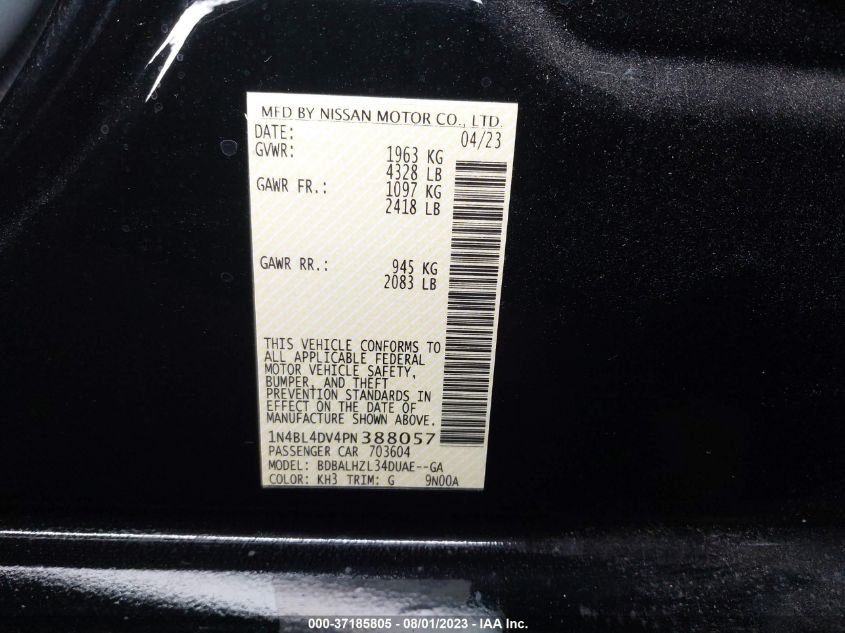 MFD BY NISSAN MOTOR CO., LTD.
DATE: 04/23
GVWR: 1963 KG
4328 LB
GAWR FR.: 1097 KG
2418 LB
GAWR RR.: 945 KG
2083 LB
THIS VEHICLE CONFORMS TO
ALL APPLICABLE FEDERAL
MOTOR VEHICLE SAFETY,
BUMPER, AND THEFT
PREVENTION STANDARDS IN
EFFECT ON THE DATE OF
MANUFACTURE SHOWN ABOVE.
1N4BL4DV4PN388057
PASSENGER CAR 703604
MODEL: BDBALHZL34DUAE--GA
COLOR: KH3 TRIM: G 9N00A
000-37185805 - 08/01/2023 - IAA Inc.